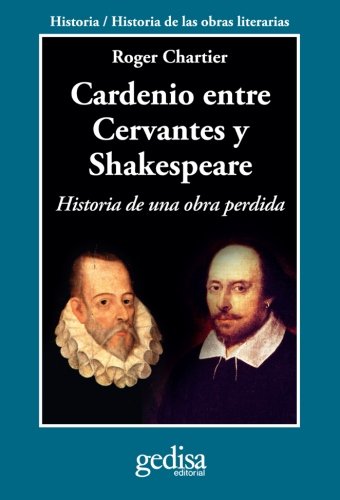 Historia / Historia de las obras literarias
Roger Chartier
Cardenio entre
Cervantes y
Shakespeare
Historia de una obra perdida
gedisa
editorial